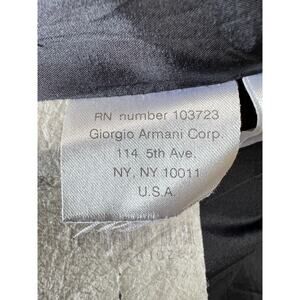 RN number 103723
Giorgio Armani Corp.
114, 5th Ave.
NY, NY 10011
U.S.A.